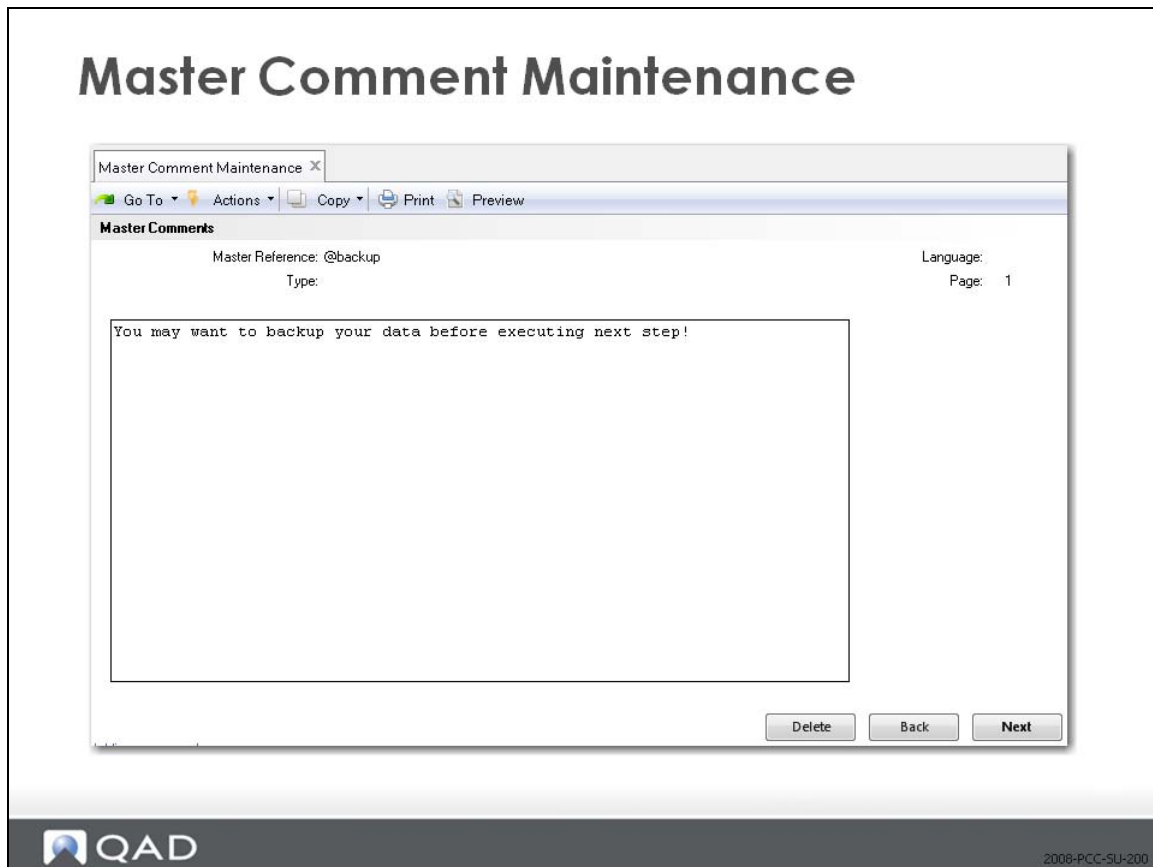 Master Comment Maintenance
Master Comment Maintenance
Go To Actions Copy Print Preview
Master Comments
Master Reference: @backup Language:
Type: Page: 1
You may want to backup your data before executing next step!
Delete Back Next
QAD
2008-PCC-SU-200